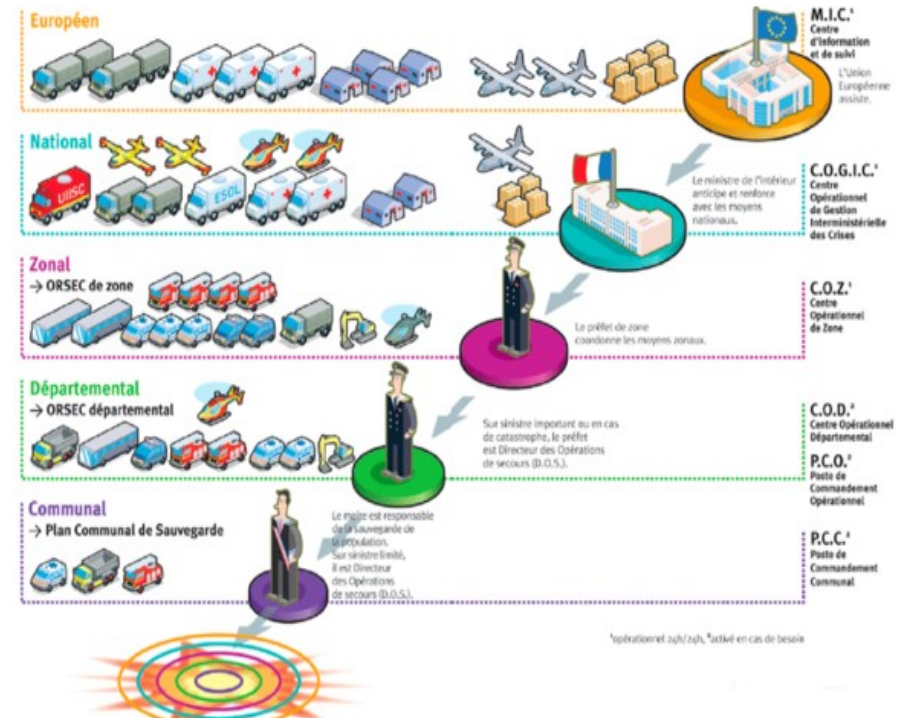 Européen
M.I.C.¹
Centre
d'information
et de suivi
L'Union
Européenne
assiste.
National
UIISC
ESOL
Le ministre de l'intérieur
anticipe et renforce
avec les moyens
nationaux.
C.O.G.I.C.¹
Centre
Opérationnel
de Gestion
Interministérielle
des Crises
Zonal
→ ORSEC de zone
Le préfet de zone
coordonne les moyens zonaux.
C.O.Z.¹
Centre
Opérationnel
de Zone
Départemental
→ ORSEC départemental
Sur sinistre important ou en cas
de catastrophe, le préfet
est Directeur des Opérations
de secours (D.O.S.).
C.O.D.²
Centre Opérationnel
Départemental
P.C.O.²
Poste de
Commandement
Opérationnel
Communal
→ Plan Communal de Sauvegarde
Le maire est responsable
de la sauvegarde de
la population.
Sur sinistre limité,
il est Directeur
des Opérations
de secours (D.O.S.).
P.C.C.²
Poste de
Commandement
Communal
¹opérationnel 24h/24h, ²activé en cas de besoin